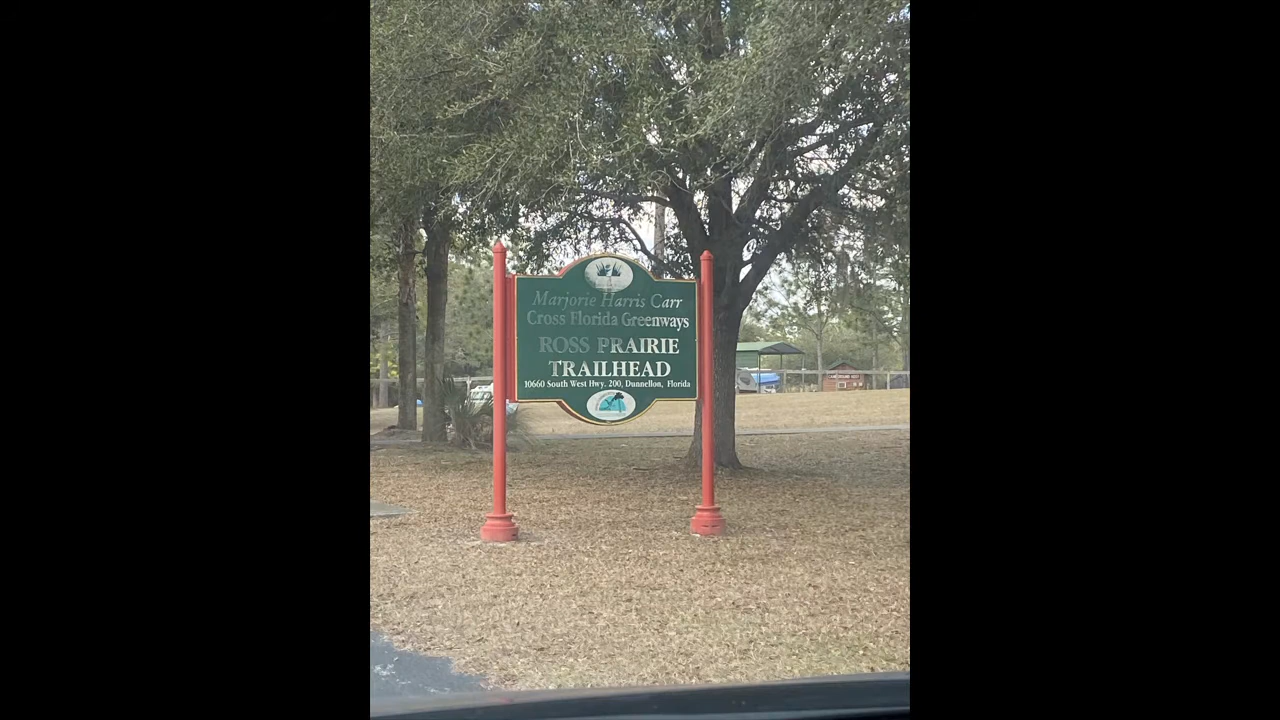 Marjorie Harris Carr
Cross Florida Greenways
ROSS PRAIRIE
TRAILHEAD
10660 South West Hwy. 200, Dunnellon, Florida